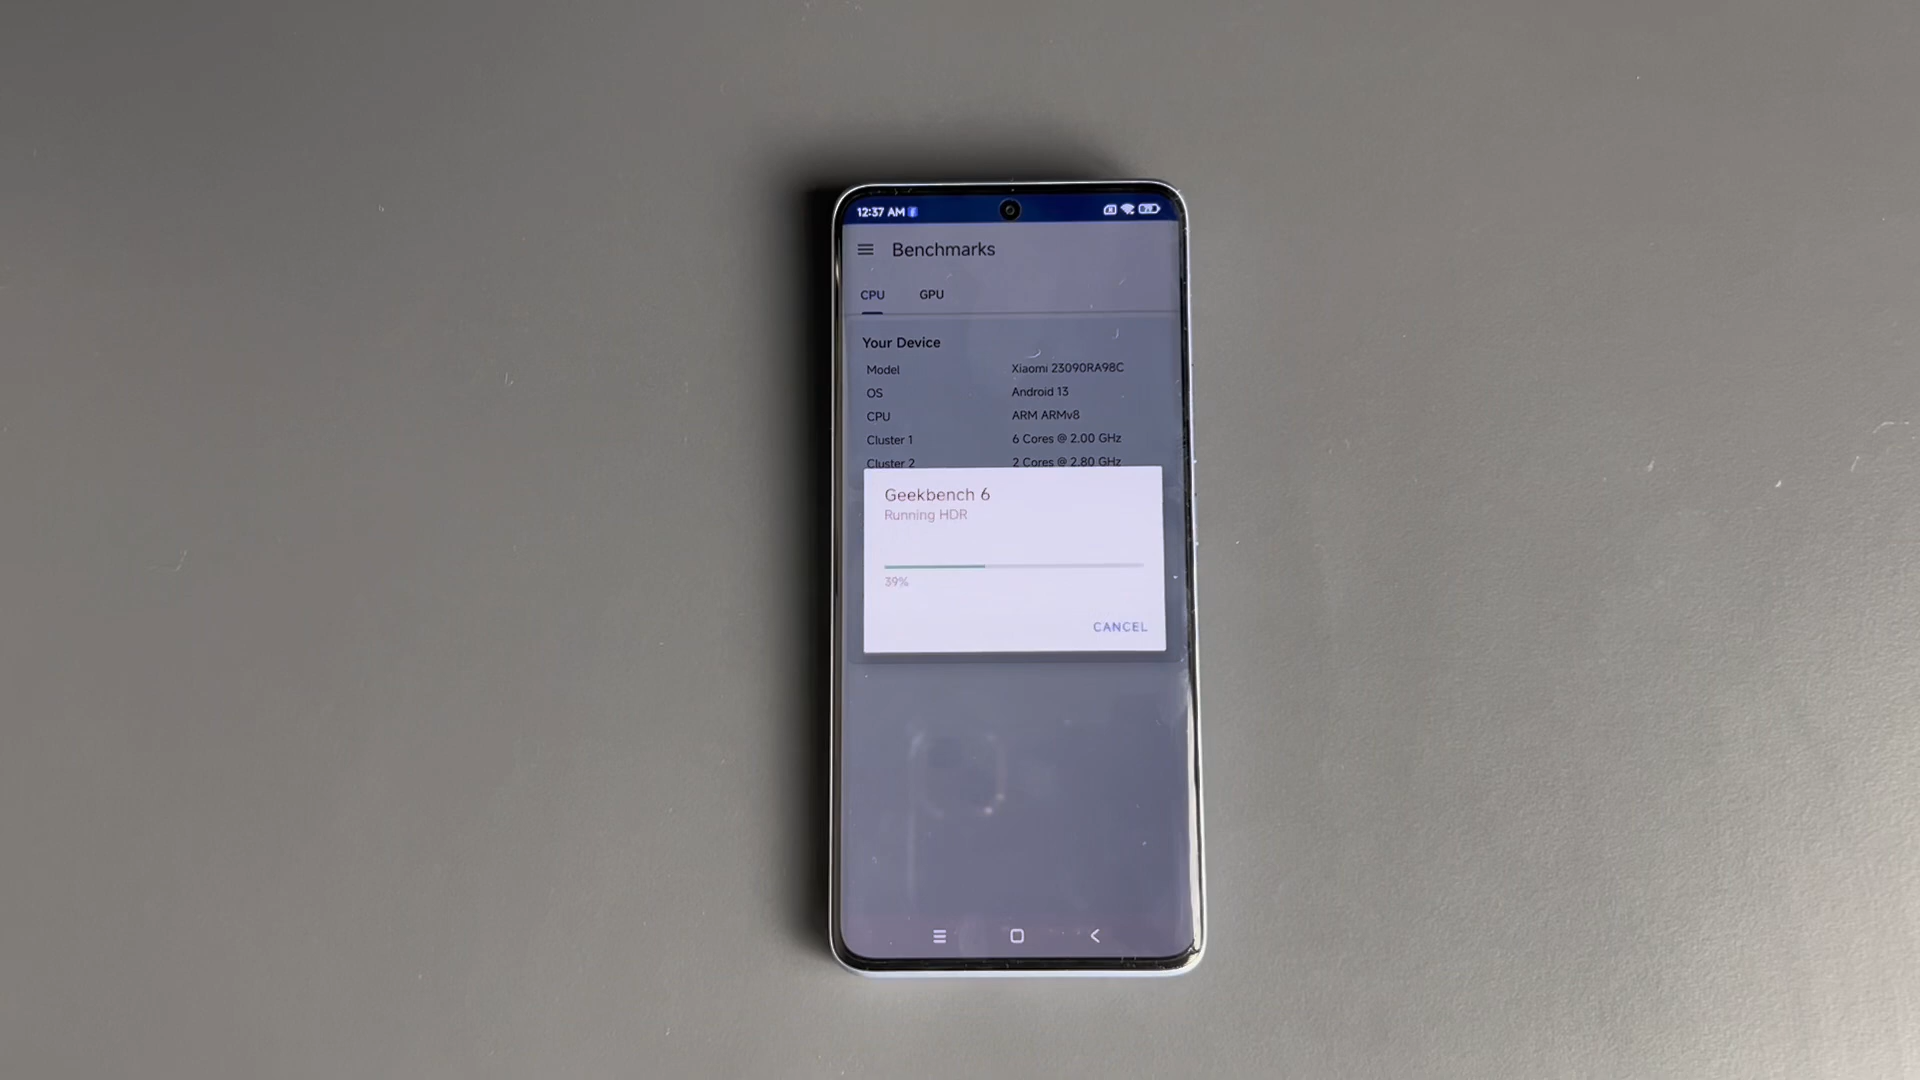 12:37 AM
Benchmarks
CPU GPU
Your Device
Model Xiaomi 23090RA98C
OS Android 13
CPU ARM ARMv8
Cluster 1 6 Cores @ 2.00 GHz
Cluster 2 2 Cores @ 2.80 GHz
Geekbench 6
Running HDR
39%
CANCEL